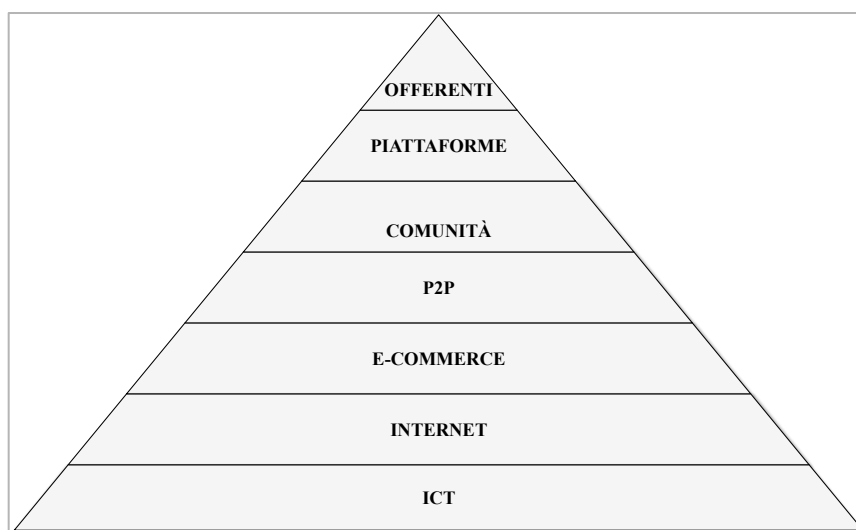 OFFERENTI
PIATTAFORME
COMUNITÀ
P2P
E-COMMERCE
INTERNET
ICT